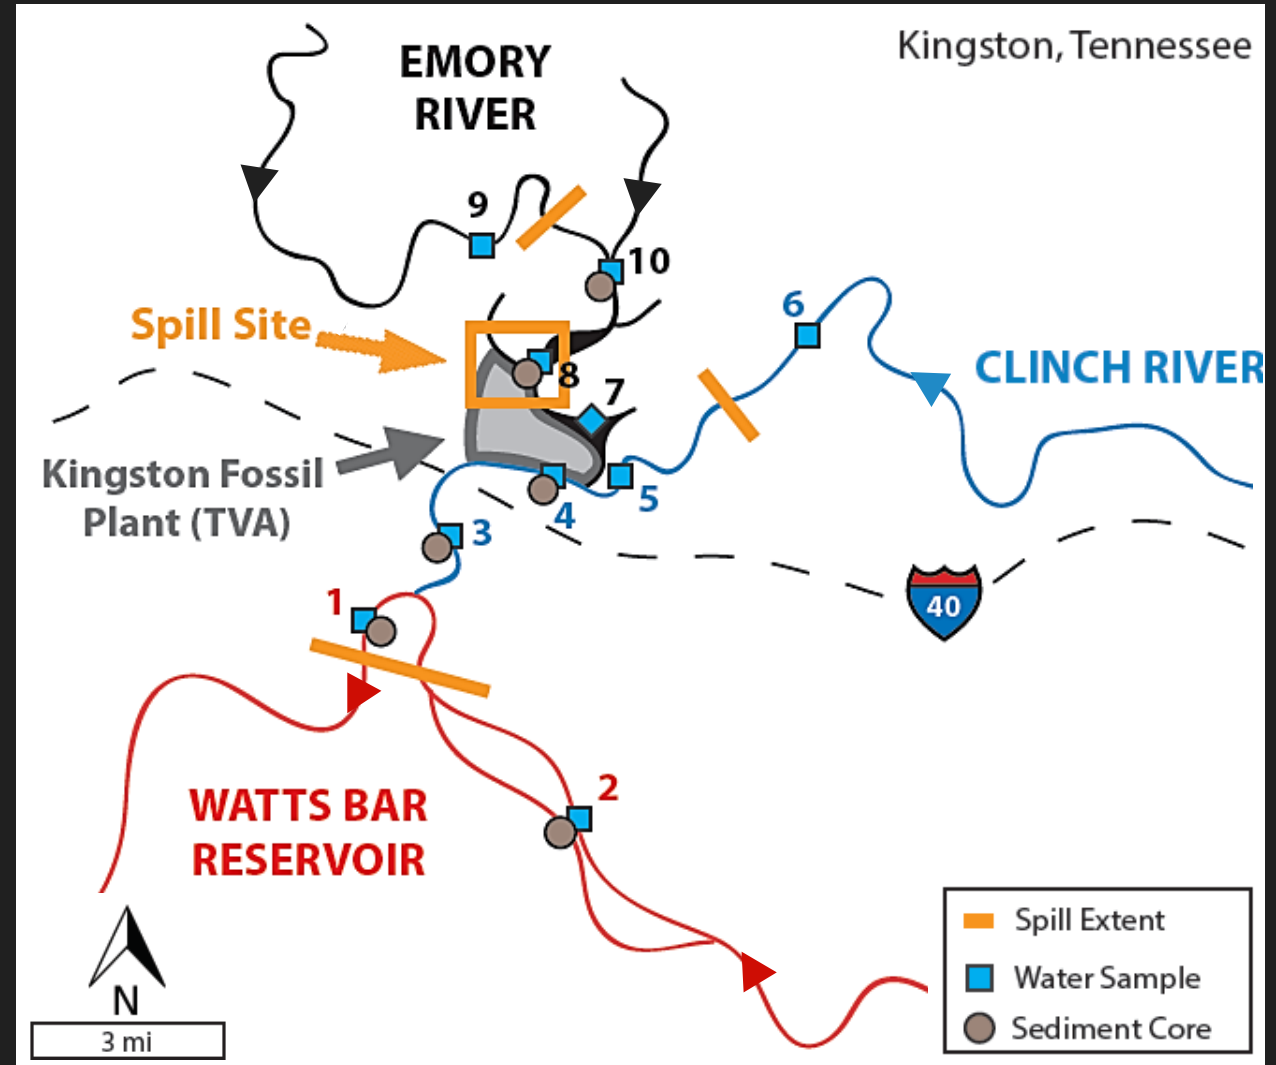 Kingston, Tennessee
EMORY
RIVER
9
10
6
Spill Site
CLINCH RIVER
8
7
Kingston Fossil
Plant (TVA)
5
4
3
40
1
2
WATTS BAR
RESERVOIR
N
3 mi
Spill Extent
Water Sample
Sediment Core